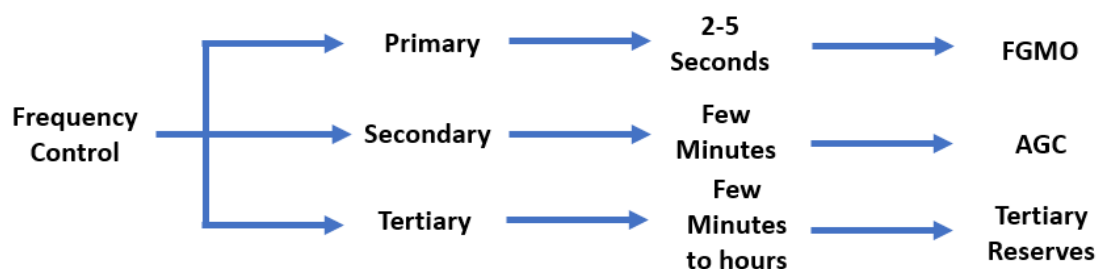 Frequency
Control
Primary
2-5
Seconds
FGMO
Secondary
Few
Minutes
AGC
Tertiary
Few
Minutes
to hours
Tertiary
Reserves